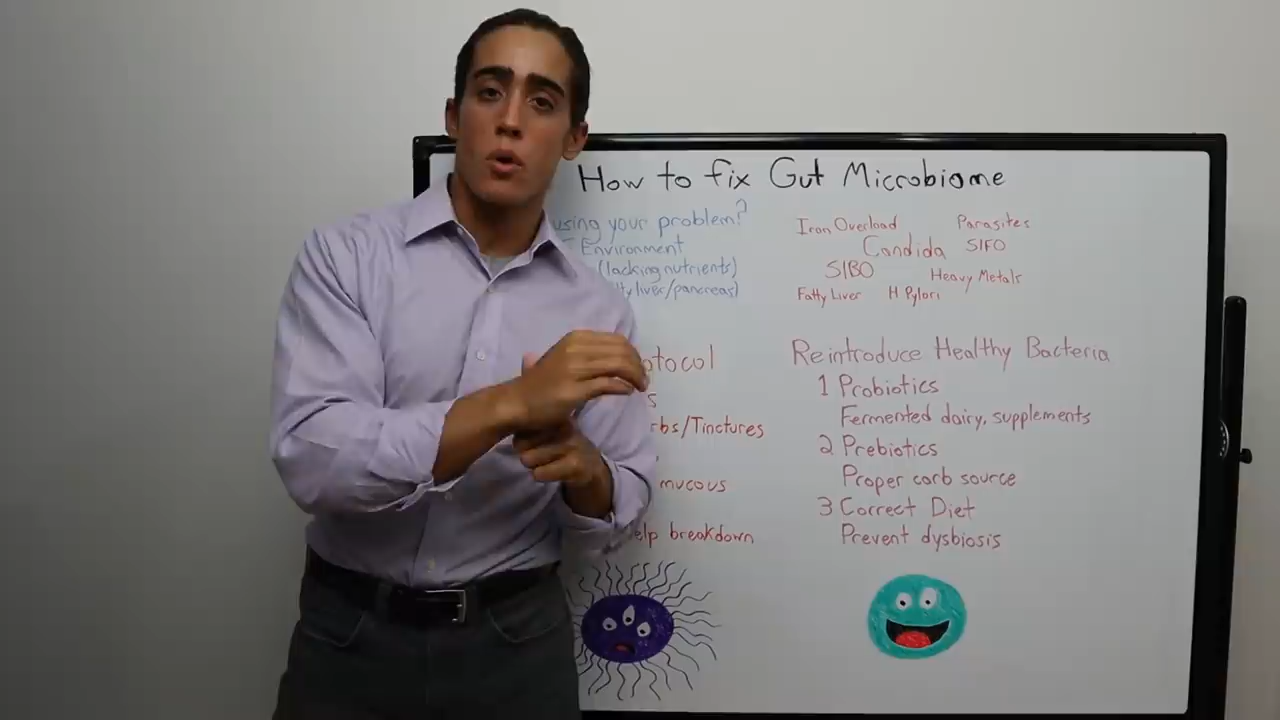 How to fix Gut Microbiome
using your problem?
Environment
(lacking nutrients)
liver/pancreas)
Iron Overload Parasites
Candida SIFO
SIBO Heavy Metals
Fatty Liver H Pylori
Reintroduce Healthy Bacteria
1 Probiotics
Fermented dairy, supplements
2 Prebiotics
Proper carb source
3 Correct Diet
Prevent dysbiosis
otocol
s
rbs/Tinctures
mucous
elp breakdown